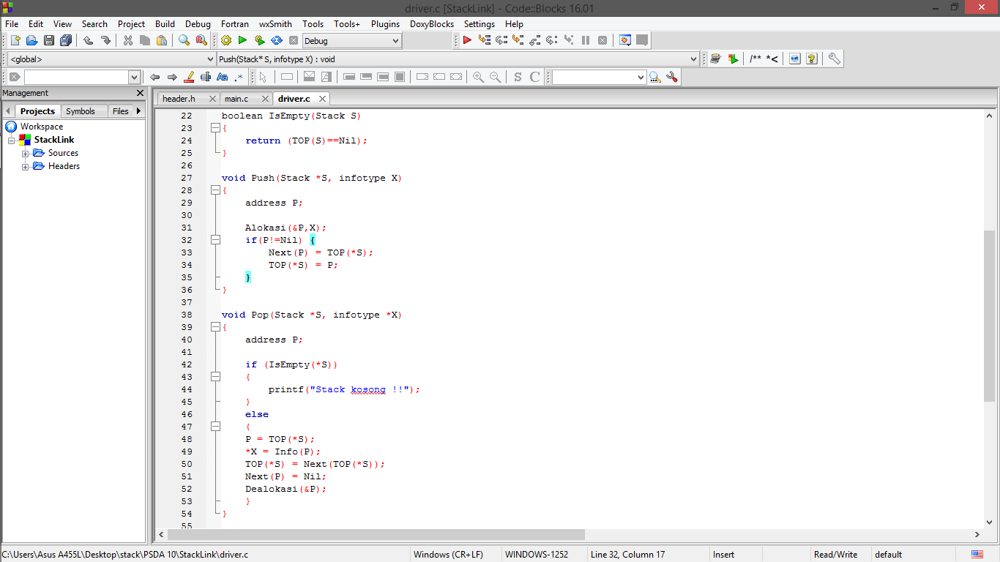 driver.c [StackLink] - Code::Blocks 16.01
File Edit View Search Project Build Debug Fortran wxSmith Tools Tools+ Plugins DoxyBlocks Settings Help
Debug
<global> Push(Stack* S, infotype X) : void /** *<
Aa .* S C
Management
Projects Symbols Files
header.h main.c driver.c
Workspace
StackLink
Sources
Headers
22 boolean IsEmpty(Stack S)
23 {
24 return (TOP(S)==Nil);
25 }
26
27 void Push(Stack *S, infotype X)
28 {
29 address P;
30
31 Alokasi(&P,X);
32 if(P!=Nil) {
33 Next(P) = TOP(*S);
34 TOP(*S) = P;
35 }
36 }
37
38 void Pop(Stack *S, infotype *X)
39 {
40 address P;
41
42 if (IsEmpty(*S))
43 {
44 printf("Stack kosong !!");
45 }
46 else
47 {
48 P = TOP(*S);
49 *X = Info(P);
50 TOP(*S) = Next(TOP(*S));
51 Next(P) = Nil;
52 Dealokasi(&P);
53 }
54 }
55
C:\Users\Asus A455L\Desktop\stack\PSDA 10\StackLink\driver.c Windows (CR+LF) WINDOWS-1252 Line 32, Column 17 Insert Read/Write default